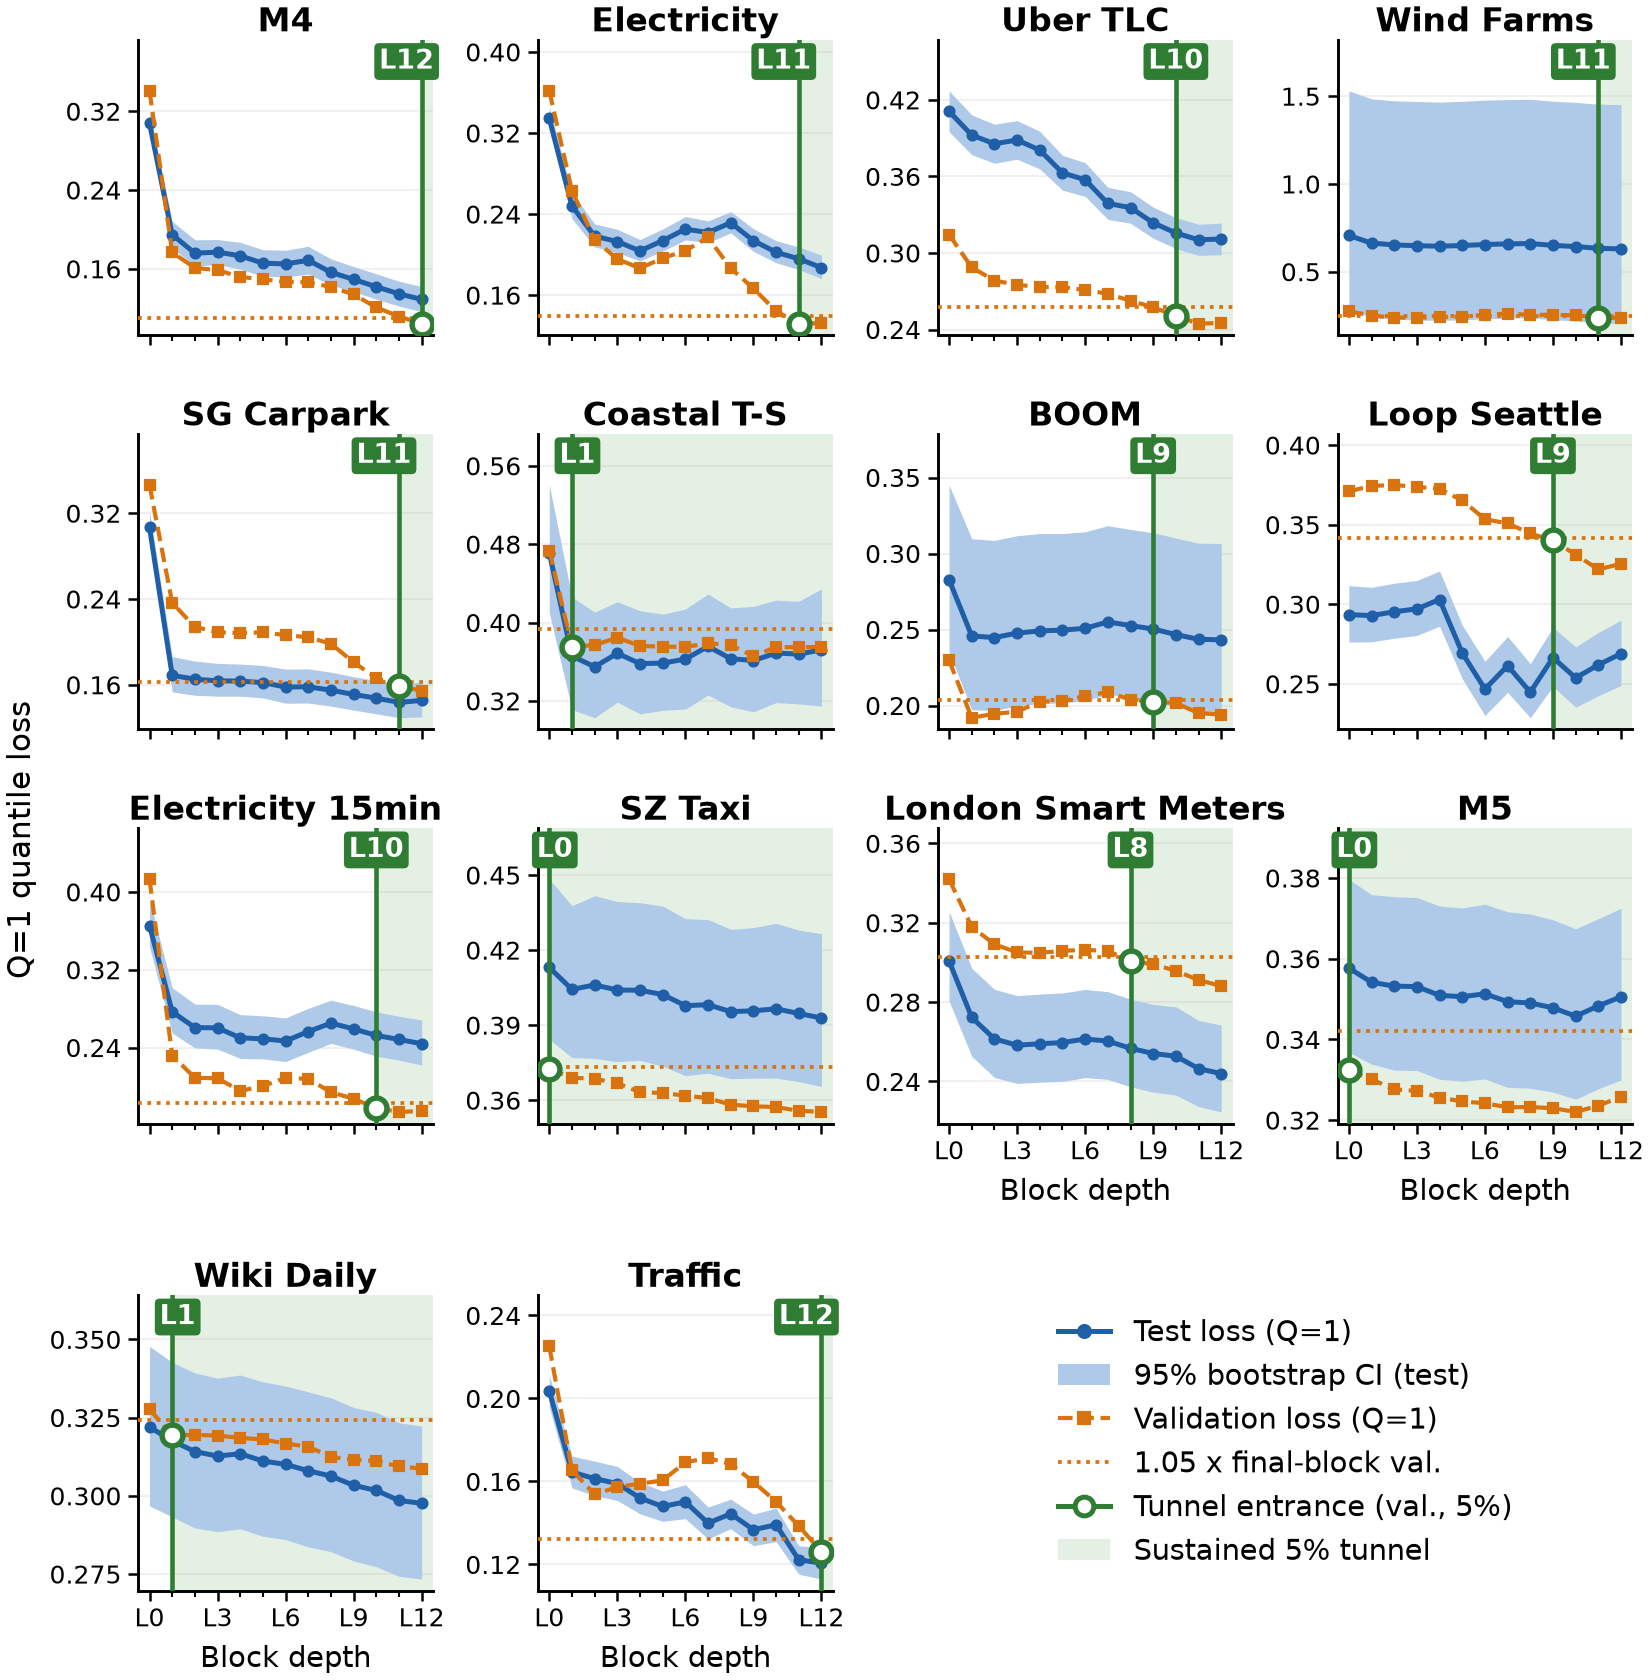 M4
Electricity
Uber TLC
Wind Farms
L12
L11
L10
L11
0.32
0.24
0.16
0.40
0.32
0.24
0.16
0.42
0.36
0.30
0.24
1.5
1.0
0.5
SG Carpark
Coastal T-S
BOOM
Loop Seattle
L11
L1
L9
L9
0.32
0.24
0.16
0.56
0.48
0.40
0.32
0.35
0.30
0.25
0.20
0.40
0.35
0.30
0.25
Q=1 quantile loss
Electricity 15min
SZ Taxi
London Smart Meters
M5
L10
L0
L8
L0
0.40
0.32
0.24
0.45
0.42
0.39
0.36
0.36
0.32
0.28
0.24
0.38
0.36
0.34
0.32
L0 L3 L6 L9 L12
L0 L3 L6 L9 L12
Block depth
Block depth
Wiki Daily
Traffic
L1
L12
0.350
0.325
0.300
0.275
0.24
0.20
0.16
0.12
L0 L3 L6 L9 L12
L0 L3 L6 L9 L12
Block depth
Block depth
Test loss (Q=1)
95% bootstrap CI (test)
Validation loss (Q=1)
1.05 x final-block val.
Tunnel entrance (val., 5%)
Sustained 5% tunnel